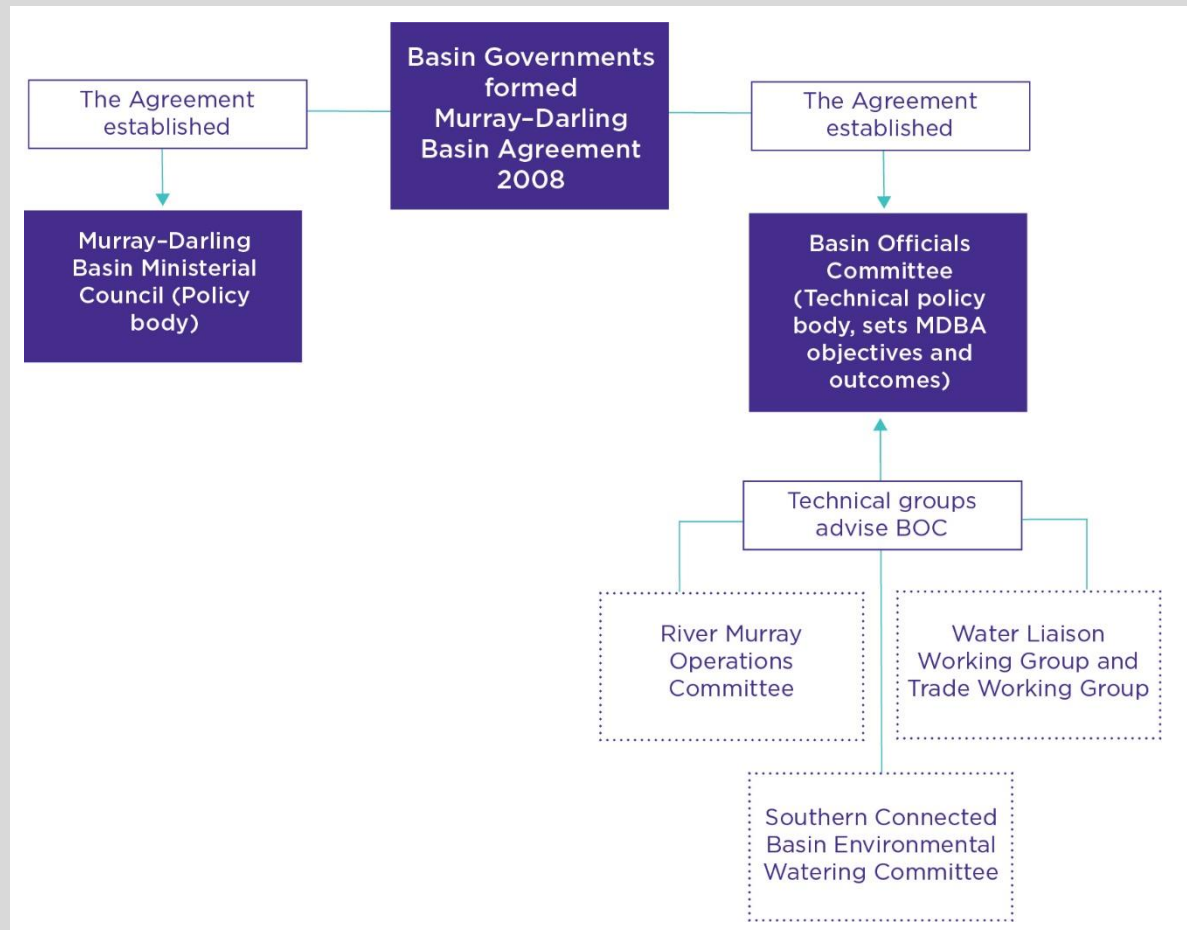 Basin Governments
formed
Murray–Darling
Basin Agreement
2008
The Agreement
established
The Agreement
established
Murray–Darling
Basin Ministerial
Council (Policy
body)
Basin Officials
Committee
(Technical policy
body, sets MDBA
objectives and
outcomes)
Technical groups
advise BOC
River Murray
Operations
Committee
Water Liaison
Working Group and
Trade Working Group
Southern Connected
Basin Environmental
Watering Committee